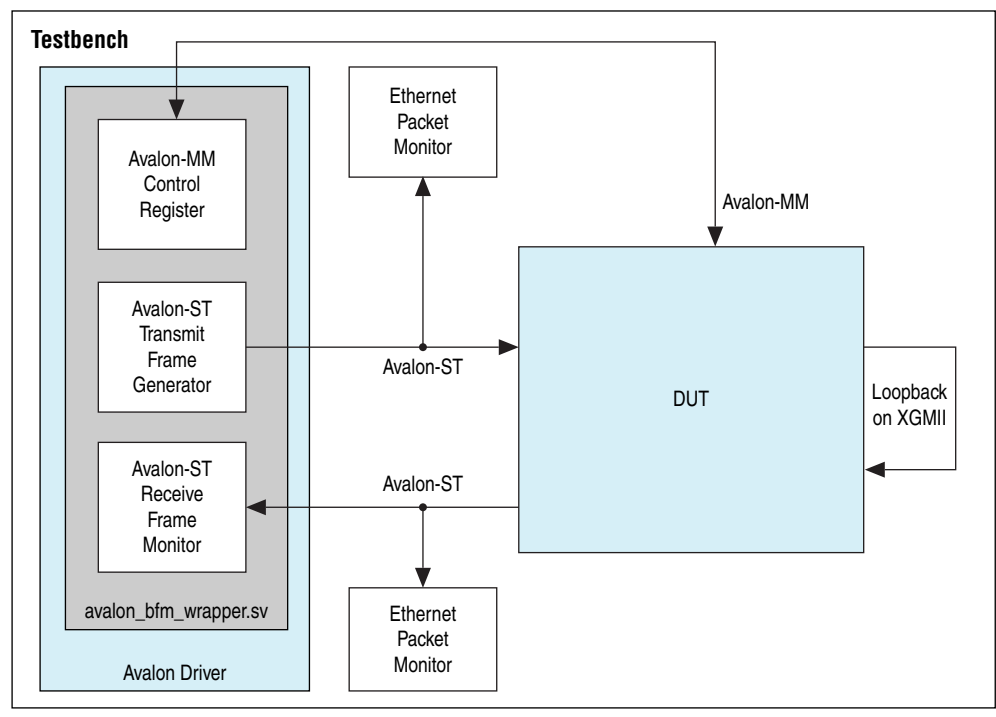 Testbench
Avalon-MM
Control
Register
Avalon-ST
Transmit
Frame
Generator
Avalon-ST
Receive
Frame
Monitor
avalon_bfm_wrapper.sv
Avalon Driver
Ethernet
Packet
Monitor
Avalon-ST
Avalon-ST
Ethernet
Packet
Monitor
Avalon-MM
DUT
Loopback
on XGMII